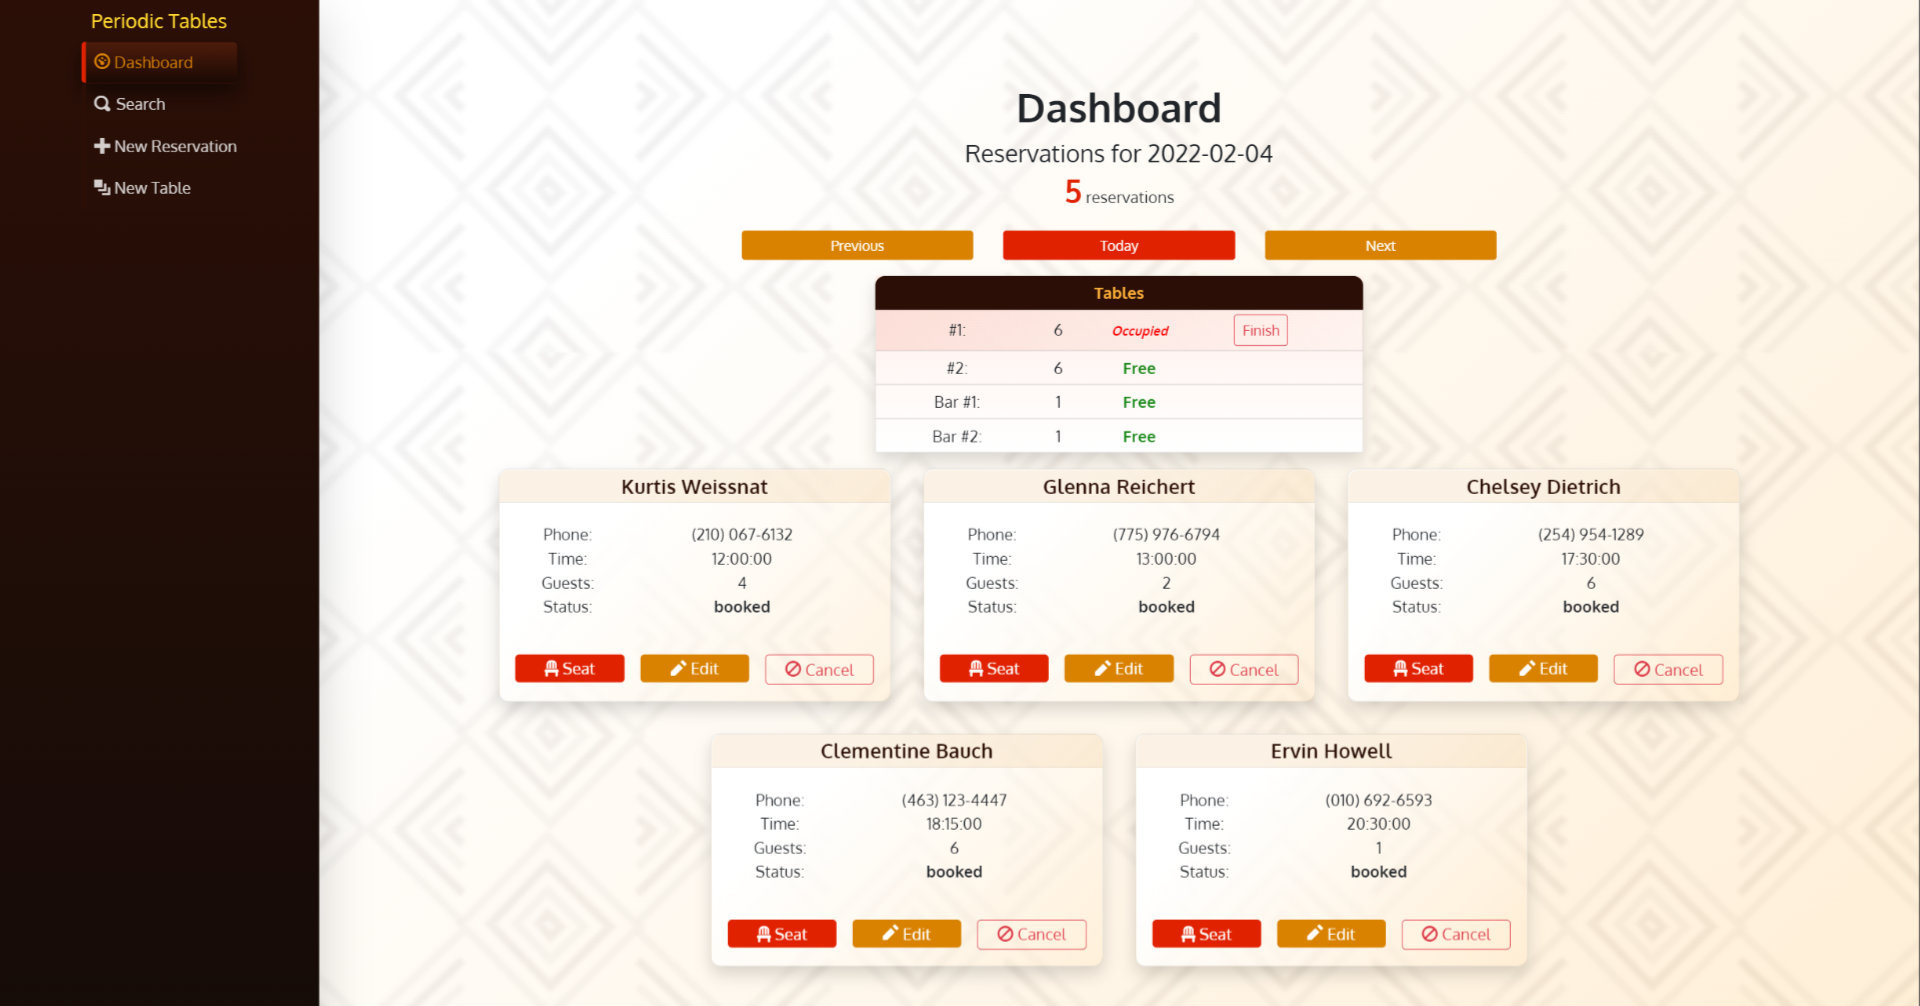 Periodic Tables
Dashboard
Search
New Reservation
New Table
Dashboard
Reservations for 2022-02-04
5 reservations
Previous Today Next
Tables
#1: 6 Occupied Finish
#2: 6 Free
Bar #1: 1 Free
Bar #2: 1 Free
Kurtis Weissnat
Phone: (210) 067-6132
Time: 12:00:00
Guests: 4
Status: booked
Seat Edit Cancel
Glenna Reichert
Phone: (775) 976-6794
Time: 13:00:00
Guests: 2
Status: booked
Seat Edit Cancel
Chelsey Dietrich
Phone: (254) 954-1289
Time: 17:30:00
Guests: 6
Status: booked
Seat Edit Cancel
Clementine Bauch
Phone: (463) 123-4447
Time: 18:15:00
Guests: 6
Status: booked
Seat Edit Cancel
Ervin Howell
Phone: (010) 692-6593
Time: 20:30:00
Guests: 1
Status: booked
Seat Edit Cancel